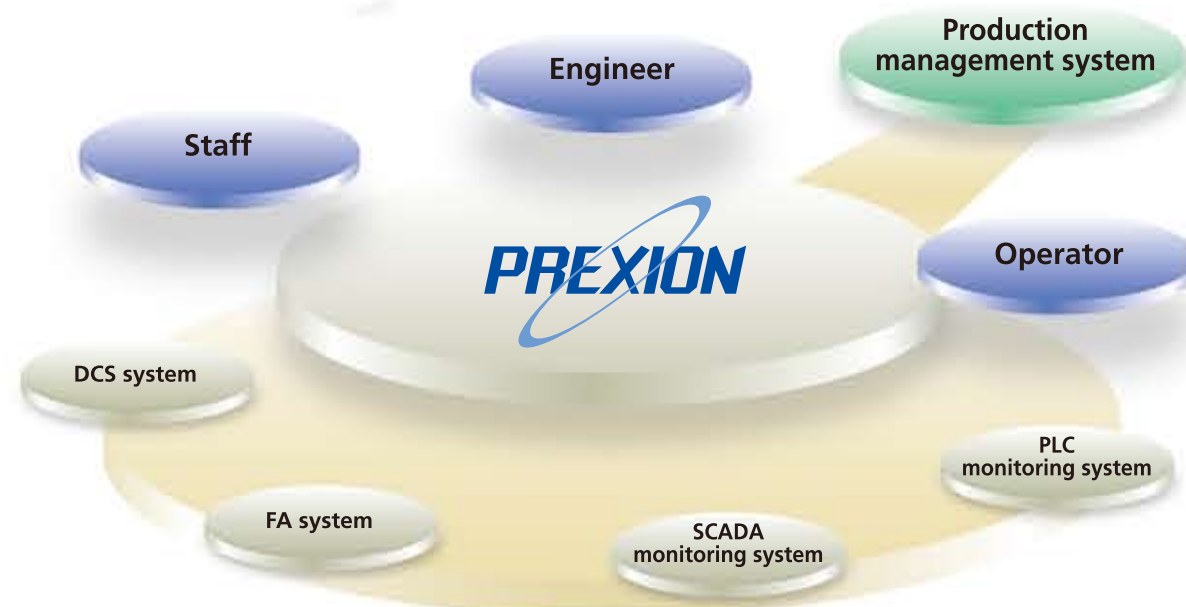 Production
management system
Engineer
Staff
PREXION
Operator
DCS system
PLC
monitoring system
FA system
SCADA
monitoring system